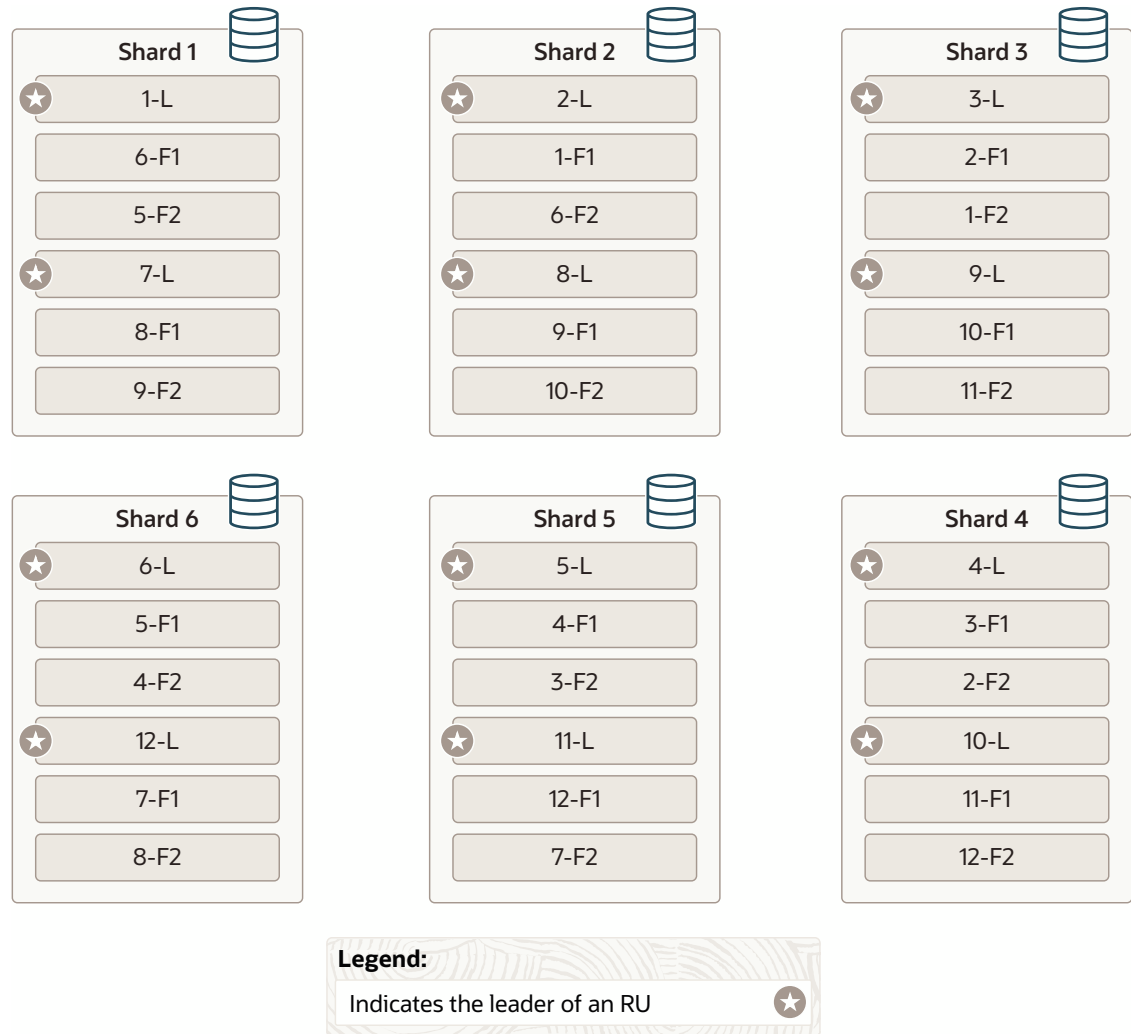 Shard 1
1-L
6-F1
5-F2
7-L
8-F1
9-F2
Shard 2
2-L
1-F1
6-F2
8-L
9-F1
10-F2
Shard 3
3-L
2-F1
1-F2
9-L
10-F1
11-F2
Shard 6
6-L
5-F1
4-F2
12-L
7-F1
8-F2
Shard 5
5-L
4-F1
3-F2
11-L
12-F1
7-F2
Shard 4
4-L
3-F1
2-F2
10-L
11-F1
12-F2
Legend:
Indicates the leader of an RU